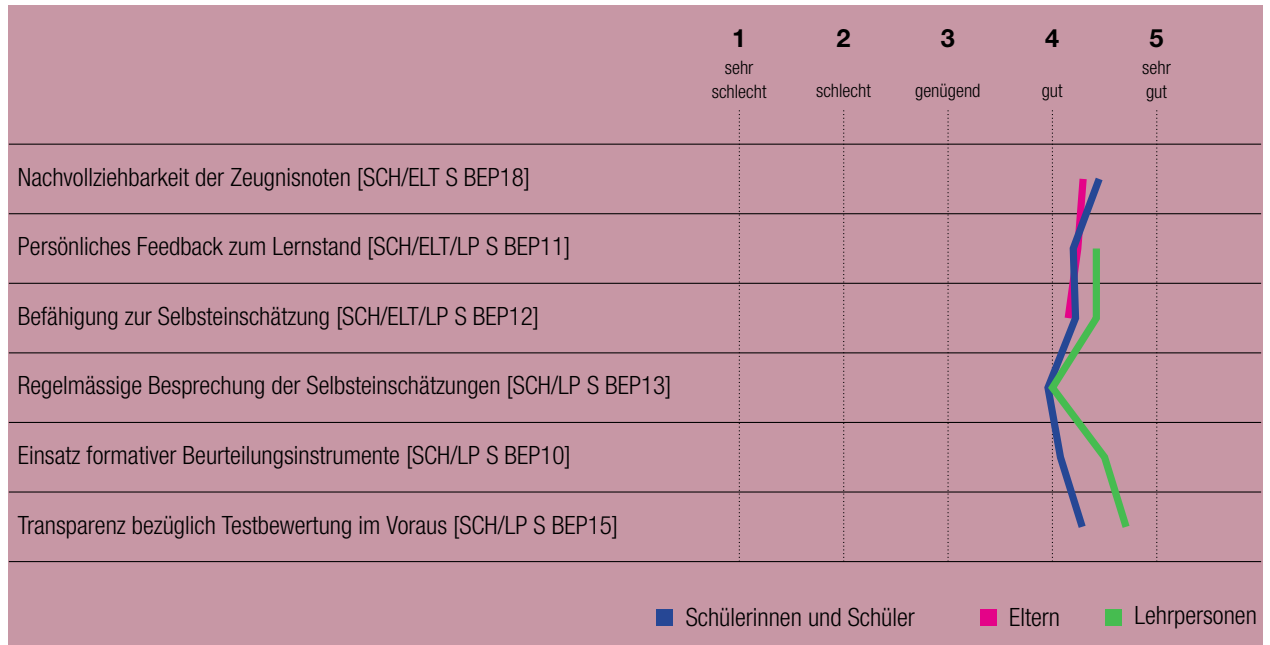 1 2 3 4 5
sehr schlecht schlecht genügend gut sehr gut
Nachvollziehbarkeit der Zeugnisnoten [SCH/ELT S BEP18]
Persönliches Feedback zum Lernstand [SCH/ELT/LP S BEP11]
Befähigung zur Selbsteinschätzung [SCH/ELT/LP S BEP12]
Regelmässige Besprechung der Selbsteinschätzungen [SCH/LP S BEP13]
Einsatz formativer Beurteilungsinstrumente [SCH/LP S BEP10]
Transparenz bezüglich Testbewertung im Voraus [SCH/LP S BEP15]
Schülerinnen und Schüler Eltern Lehrpersonen